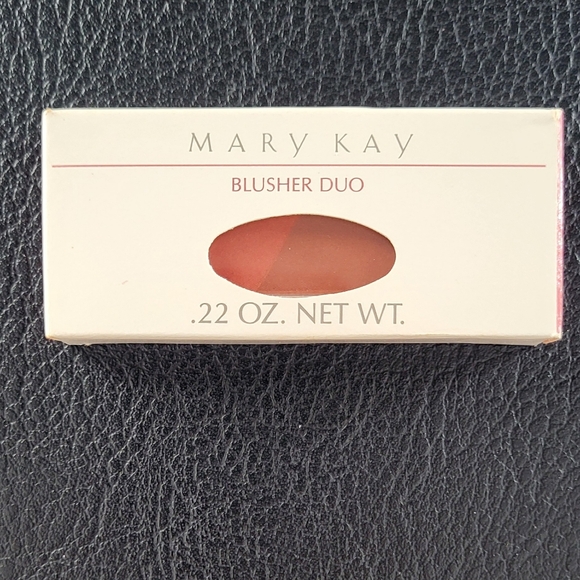 MARY KAY
BLUSHER DUO
.22 OZ. NET WT.